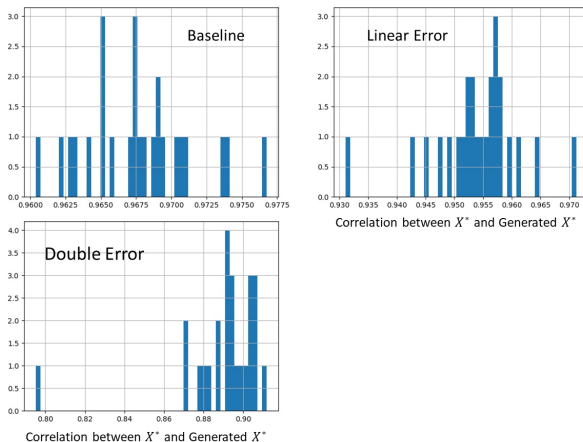 3.0
2.5
2.0
1.5
1.0
0.5
0.0
Baseline
0.9600 0.9625 0.9650 0.9675 0.9700 0.9725 0.9750 0.9775
3.0
2.5
2.0
1.5
1.0
0.5
0.0
Linear Error
0.930 0.935 0.940 0.945 0.950 0.955 0.960 0.965 0.970
Correlation between X* and Generated X*
4.0
3.5
3.0
2.5
2.0
1.5
1.0
0.5
0.0
Double Error
0.80 0.82 0.84 0.86 0.88 0.90
Correlation between X* and Generated X*